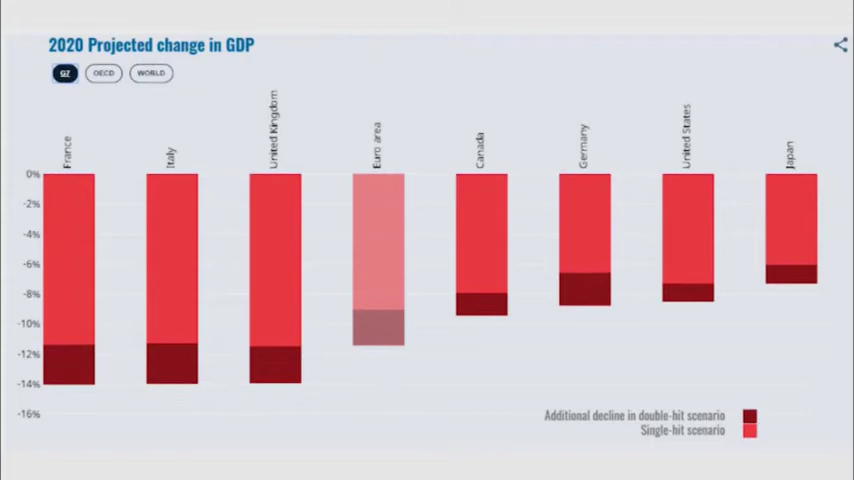 2020 Projected change in GDP
G7 OECD WORLD
France Italy United Kingdom Euro area Canada Germany United States Japan
0%
-2%
-4%
-6%
-8%
-10%
-12%
-14%
-16%
Additional decline in double-hit scenario
Single-hit scenario